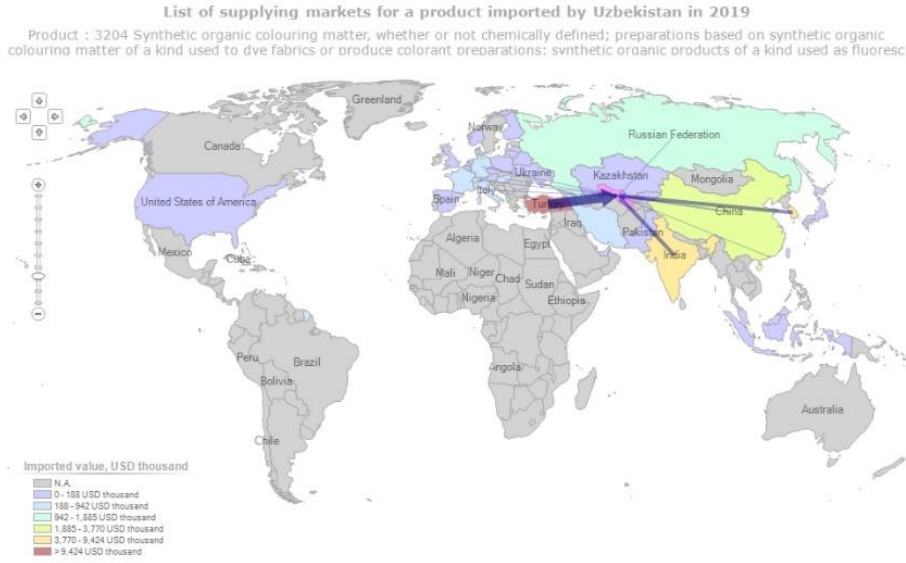 List of supplying markets for a product imported by Uzbekistan in 2019
Product : 3204 Synthetic organic colouring matter, whether or not chemically defined; preparations based on synthetic organic
colouring matter of a kind used to dye fabrics or produce colorant preparations; synthetic organic products of a kind used as fluoresc
Greenland
Norway
Russian Federation
Canada
Ukraine
Kazakhstan
Mongolia
United States of America
Spain
Italy
Turkey
China
Iraq
Pakistan
Mexico
Cuba
Algeria
Egypt
India
Mali
Niger
Chad
Sudan
Nigeria
Ethiopia
Peru
Brazil
Angola
Bolivia
Australia
Chile
Imported value, USD thousand
N.A.
0 - 188 USD thousand
188 - 942 USD thousand
942 - 1,885 USD thousand
1,885 - 3,770 USD thousand
3,770 - 9,424 USD thousand
> 9,424 USD thousand